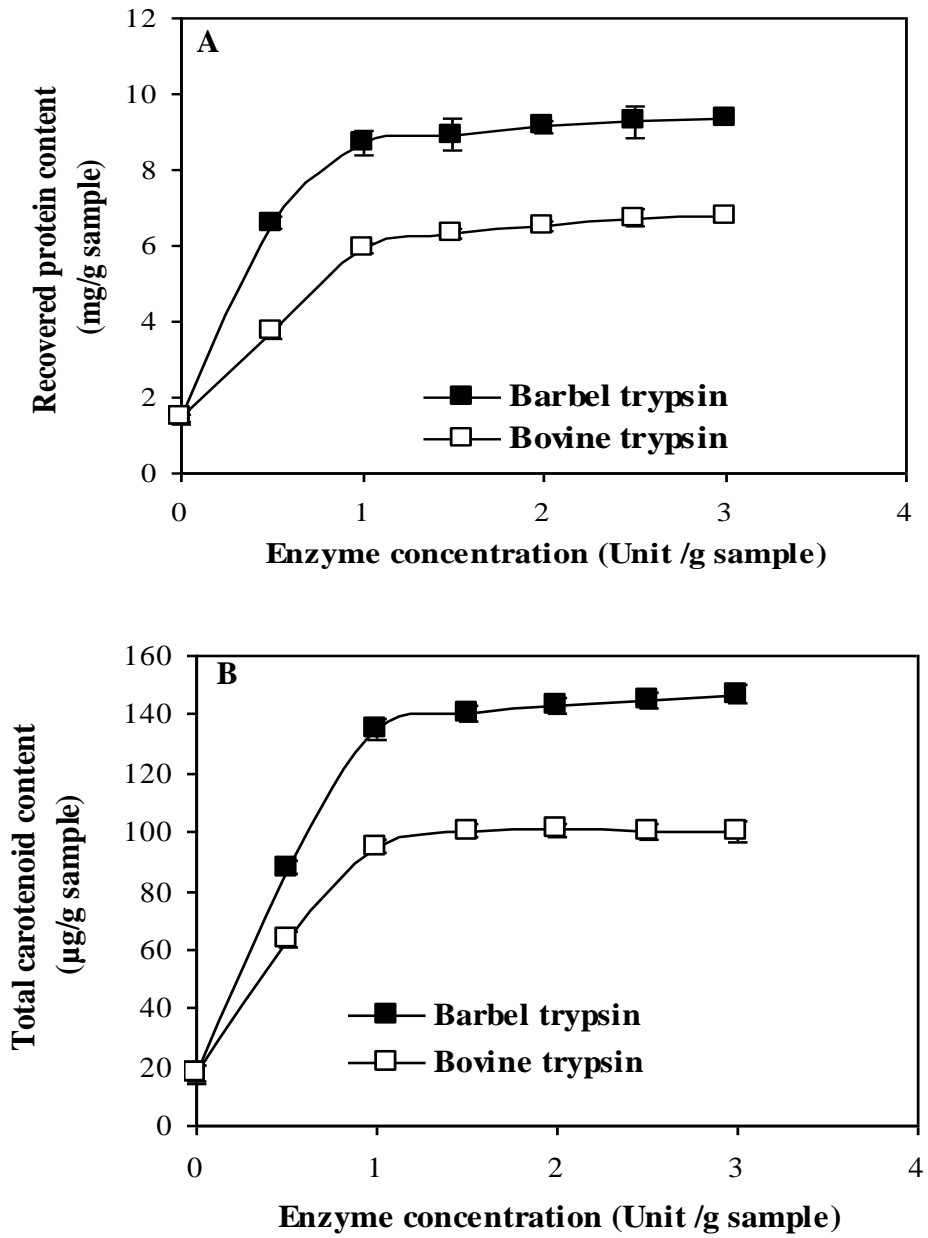 A
12
10
8
6
4
2
0
0 1 2 3 4
Recovered protein content
(mg/g sample)
Barbel trypsin
Bovine trypsin
Enzyme concentration (Unit /g sample)
B
160
140
120
100
80
60
40
20
0
0 1 2 3 4
Total carotenoid content
(µg/g sample)
Barbel trypsin
Bovine trypsin
Enzyme concentration (Unit /g sample)